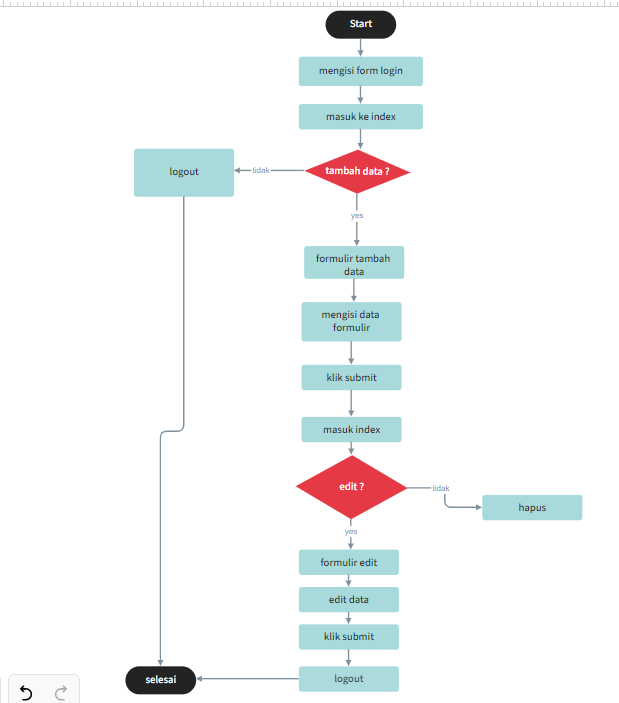 Start
mengisi form login
masuk ke index
tambah data ?
tidak
logout
yes
formulir tambah
data
mengisi data
formulir
klik submit
masuk index
edit ?
tidak
hapus
yes
formulir edit
edit data
klik submit
logout
selesai